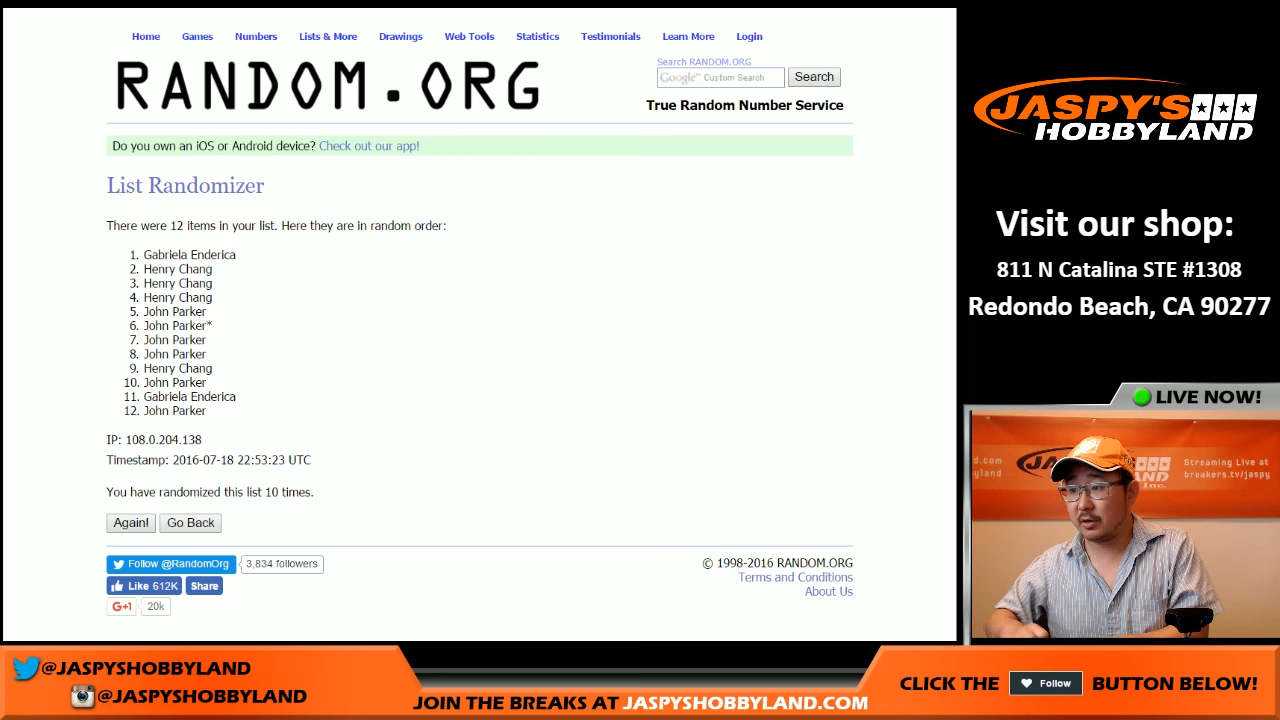 Home Games Numbers Lists & More Drawings Web Tools Statistics Testimonials Learn More Login
RANDOM.ORG
Search RANDOM.ORG
Google™ Custom Search Search
True Random Number Service
Do you own an iOS or Android device? Check out our app!
List Randomizer
There were 12 items in your list. Here they are in random order:
1. Gabriela Enderica
2. Henry Chang
3. Henry Chang
4. Henry Chang
5. John Parker
6. John Parker*
7. John Parker
8. John Parker
9. Henry Chang
10. John Parker
11. Gabriela Enderica
12. John Parker
IP: 108.0.204.138
Timestamp: 2016-07-18 22:53:23 UTC
You have randomized this list 10 times.
Again! Go Back
Follow @RandomOrg 3,834 followers
Like 612K Share
G+1 20k
© 1998-2016 RANDOM.ORG
Terms and Conditions
About Us
JASPY'S
HOBBYLAND
Visit our shop:
811 N Catalina STE #1308
Redondo Beach, CA 90277
LIVE NOW!
Streaming Live at
breakers.tv/jaspy
Inc.
@JASPYSHOBBYLAND
@JASPYSHOBBYLAND
JOIN THE BREAKS AT JASPYSHOBBYLAND.COM
CLICK THE Follow BUTTON BELOW!